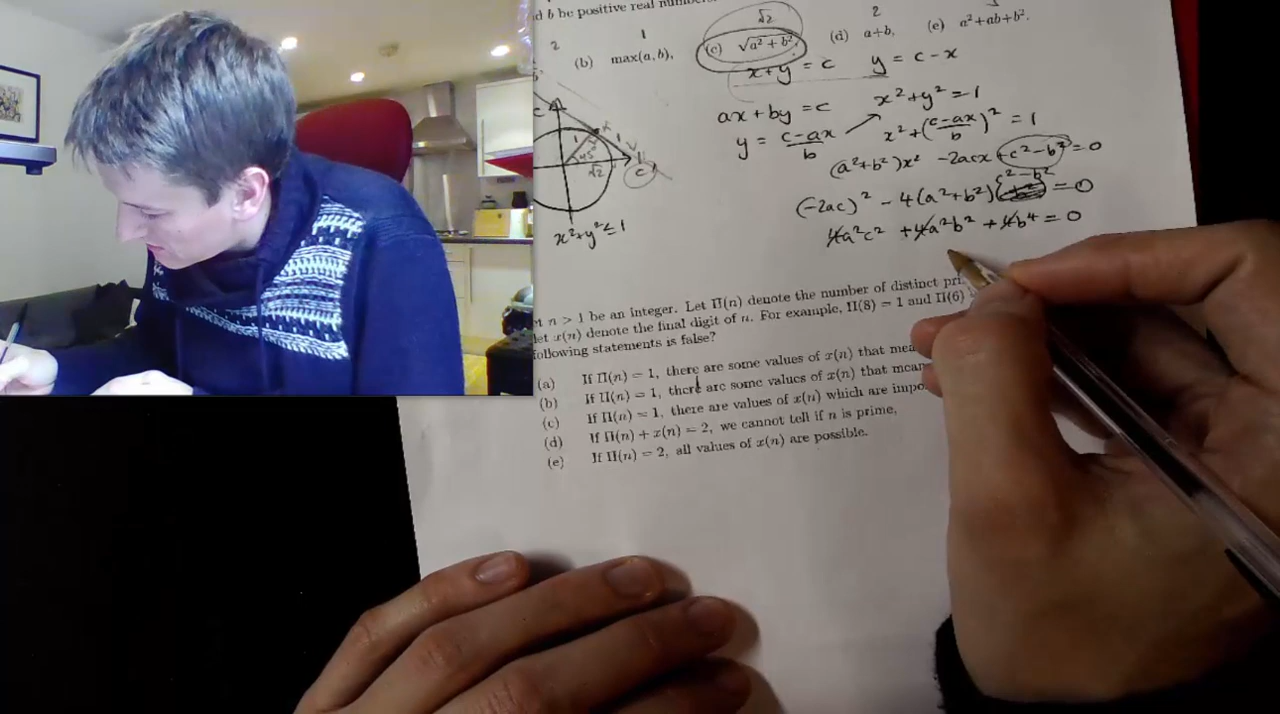 d b be positive real numbers.
√2 2
2 1
(b) max(a, b), (c) √a² + b², (d) a+b, (e) a²+ab+b².
x+y = c y = c-x
ax + by = c x²+y² = 1
y = c-ax/b x² + (c-ax/b)² = 1
(a²+b²)x² -2acx + c²-b² = 0
(-2ac)² - 4(a²+b²)(c²-b² = 0
4a²c² + 4a²b² + 4b⁴ = 0
c
45
√2 c
x²+y² ≤ 1
n > 1 be an integer. Let Π(n) denote the number of distinct pri
let x(n) denote the final digit of n. For example, Π(8) = 1 and Π(6)
following statements is false?
(a) If Π(n) = 1, there are some values of x(n) that mea
(b) If Π(n) = 1, there are some values of x(n) that mean
(c) If Π(n) = 1, there are values of x(n) which are impo
(d) If Π(n) + x(n) = 2, we cannot tell if n is prime,
(e) If Π(n) = 2, all values of x(n) are possible.